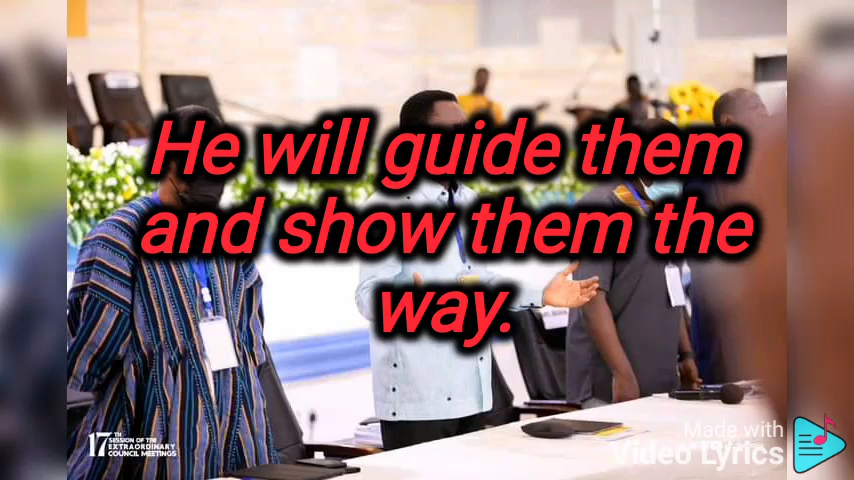 He will guide them
and show them the
way.
17TH
SESSION OF THE
EXTRAORDINARY
COUNCIL MEETINGS
Made with
Video Lyrics